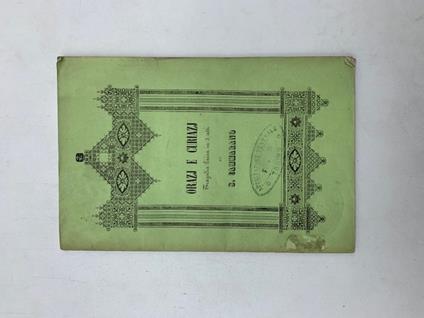 ORAZI E CURIAZI
Tragedia lirica in 3 atti
DI
S. CAMMARANO